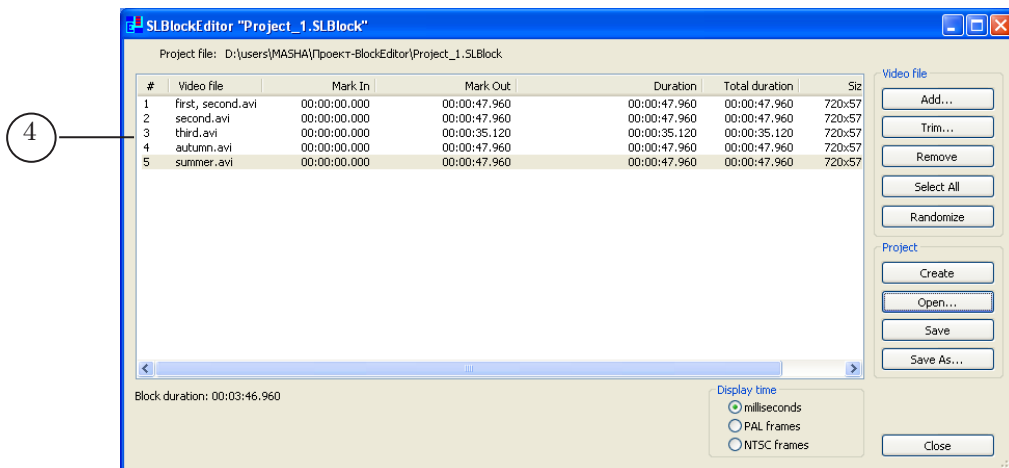 SLBlockEditor "Project_1.SLBlock"
Project file: D:\users\MASHA\Проект-BlockEditor\Project_1.SLBlock
# Video file Mark In Mark Out Duration Total duration Siz
1 first, second.avi 00:00:00.000 00:00:47.960 00:00:47.960 00:00:47.960 720x57
2 second.avi 00:00:00.000 00:00:47.960 00:00:47.960 00:00:47.960 720x57
3 third.avi 00:00:00.000 00:00:35.120 00:00:35.120 00:00:35.120 720x57
4 autumn.avi 00:00:00.000 00:00:47.960 00:00:47.960 00:00:47.960 720x57
5 summer.avi 00:00:00.000 00:00:47.960 00:00:47.960 00:00:47.960 720x57
4
Video file
Add...
Trim...
Remove
Select All
Randomize
Project
Create
Open...
Save
Save As...
Block duration: 00:03:46.960
Display time
milliseconds
PAL frames
NTSC frames
Close